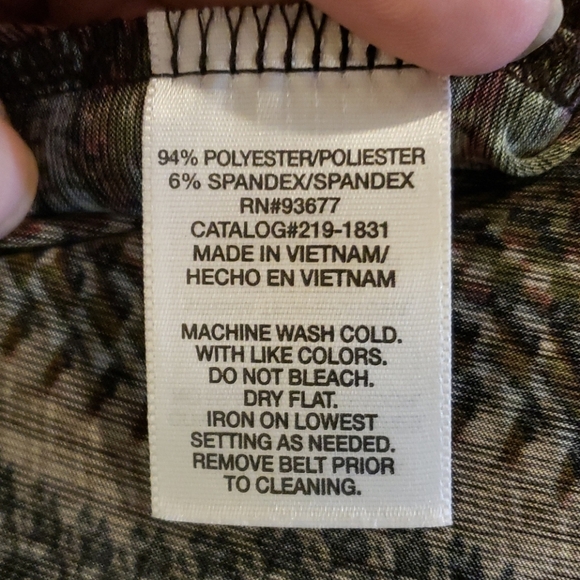 94% POLYESTER/POLIESTER
6% SPANDEX/SPANDEX
RN#93677
CATALOG#219-1831
MADE IN VIETNAM/
HECHO EN VIETNAM
MACHINE WASH COLD.
WITH LIKE COLORS.
DO NOT BLEACH.
DRY FLAT.
IRON ON LOWEST
SETTING AS NEEDED.
REMOVE BELT PRIOR
TO CLEANING.